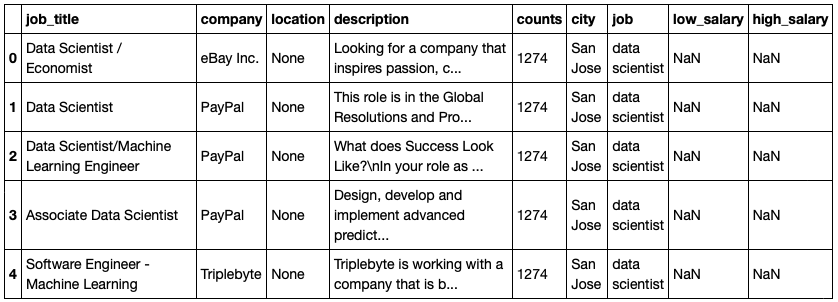 job_title company location description counts city job low_salary high_salary
0 Data Scientist / Economist eBay Inc. None Looking for a company that inspires passion, c... 1274 San Jose data scientist NaN NaN
1 Data Scientist PayPal None This role is in the Global Resolutions and Pro... 1274 San Jose data scientist NaN NaN
2 Data Scientist/Machine Learning Engineer PayPal None What does Success Look Like?\nIn your role as ... 1274 San Jose data scientist NaN NaN
3 Associate Data Scientist PayPal None Design, develop and implement advanced predict... 1274 San Jose data scientist NaN NaN
4 Software Engineer - Machine Learning Triplebyte None Triplebyte is working with a company that is b... 1274 San Jose data scientist NaN NaN